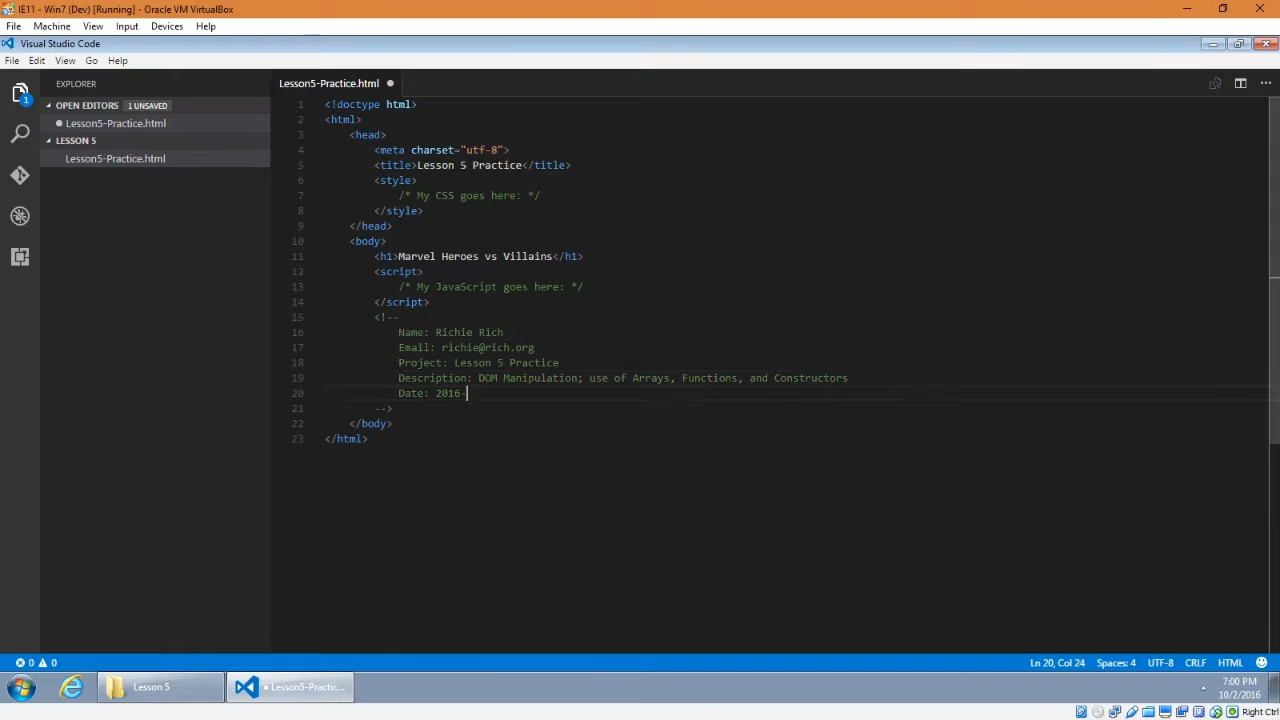 IE11 - Win7 (Dev) [Running] - Oracle VM VirtualBox
File Machine View Input Devices Help
Visual Studio Code
File Edit View Go Help
EXPLORER
OPEN EDITORS 1 UNSAVED
Lesson5-Practice.html
LESSON 5
Lesson5-Practice.html
1
Lesson5-Practice.html
1 <!doctype html>
2 <html>
3 <head>
4 <meta charset="utf-8">
5 <title>Lesson 5 Practice</title>
6 <style>
7 /* My CSS goes here: */
8 </style>
9 </head>
10 <body>
11 <h1>Marvel Heroes vs Villains</h1>
12 <script>
13 /* My JavaScript goes here: */
14 </script>
15 <!--
16 Name: Richie Rich
17 Email: richie@rich.org
18 Project: Lesson 5 Practice
19 Description: DOM Manipulation; use of Arrays, Functions, and Constructors
20 Date: 2016-
21 -->
22 </body>
23 </html>
0 0 Ln 20, Col 24 Spaces: 4 UTF-8 CRLF HTML
Lesson 5 Lesson5-Practic... 7:00 PM
10/2/2016
Right Ctrl